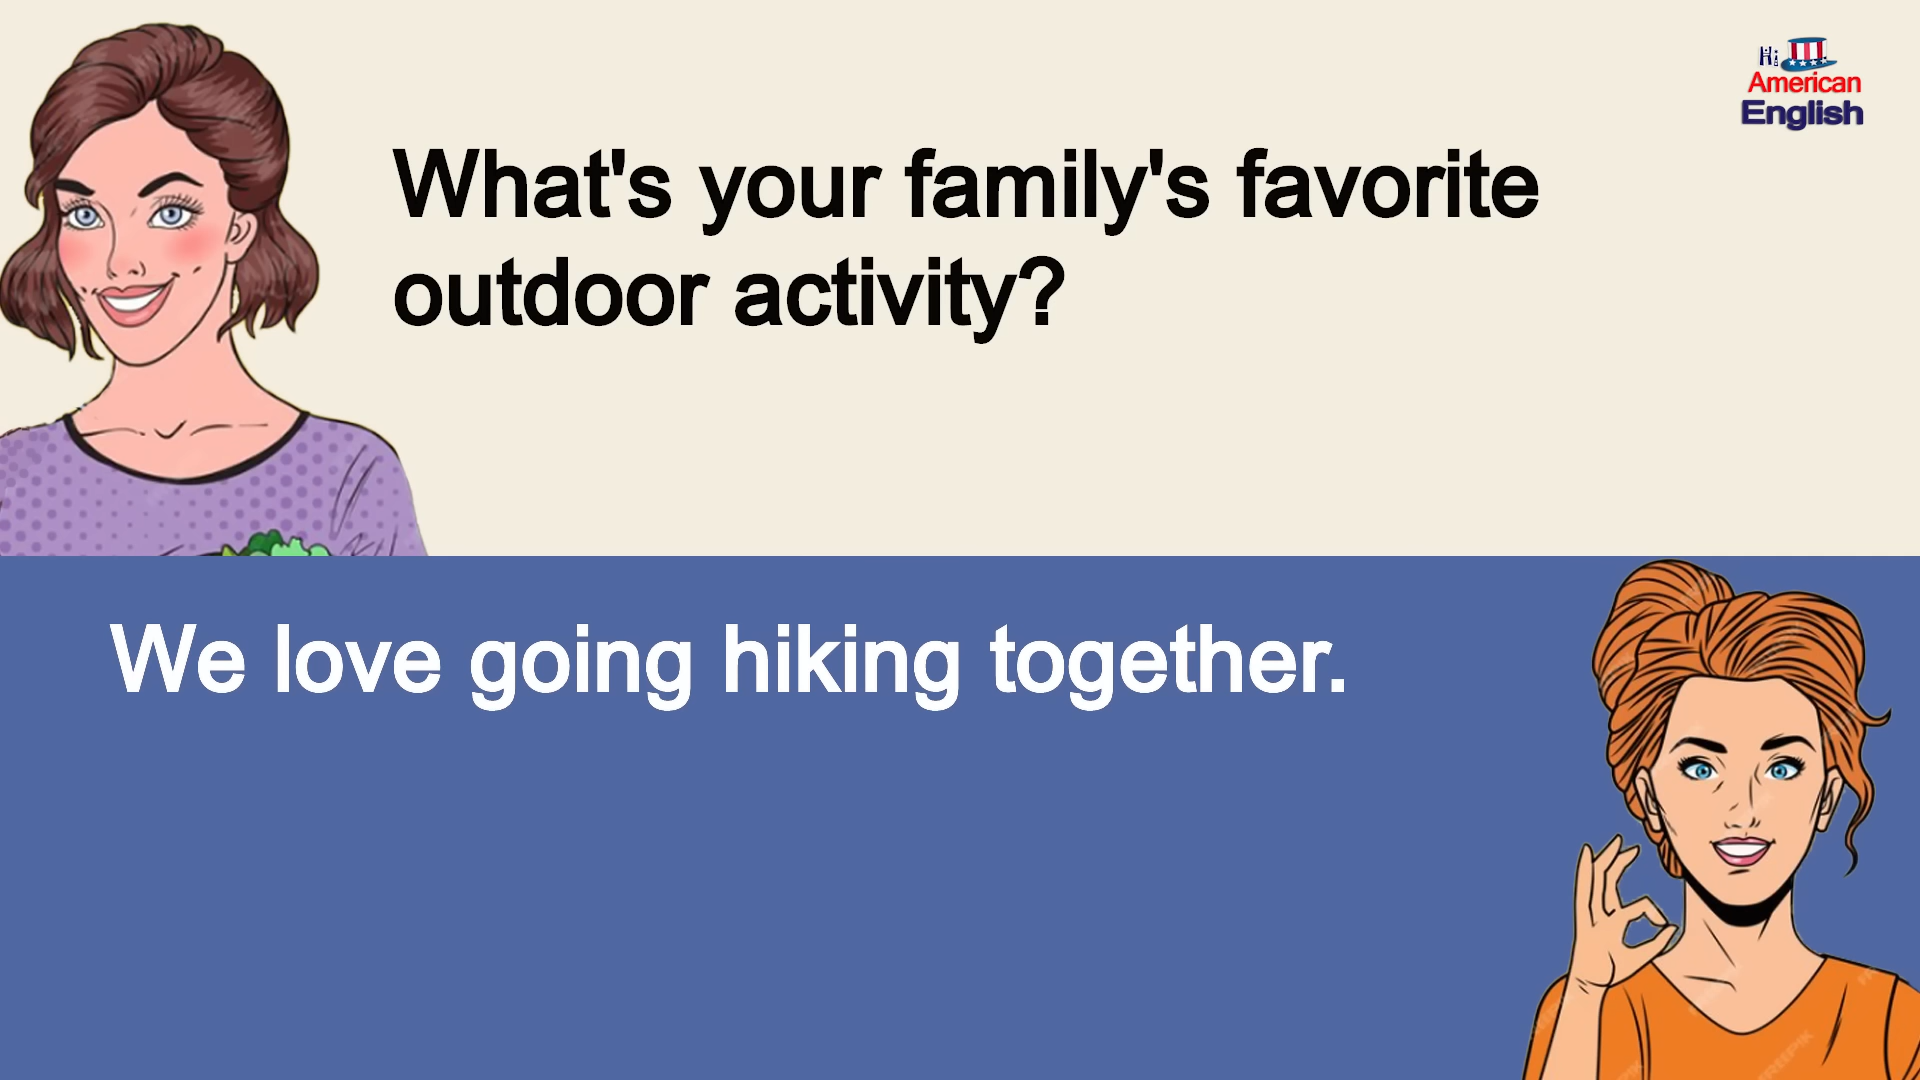 Hi
American
English
What's your family's favorite
outdoor activity?
We love going hiking together.